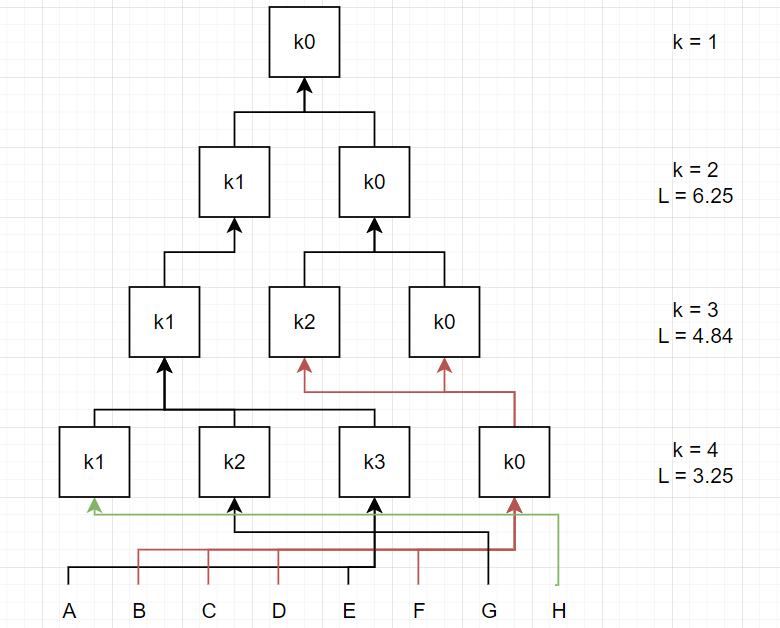 k0
k = 1
k1
k0
k = 2
L = 6.25
k1
k2
k0
k = 3
L = 4.84
k1
k2
k3
k0
k = 4
L = 3.25
A B C D E F G H